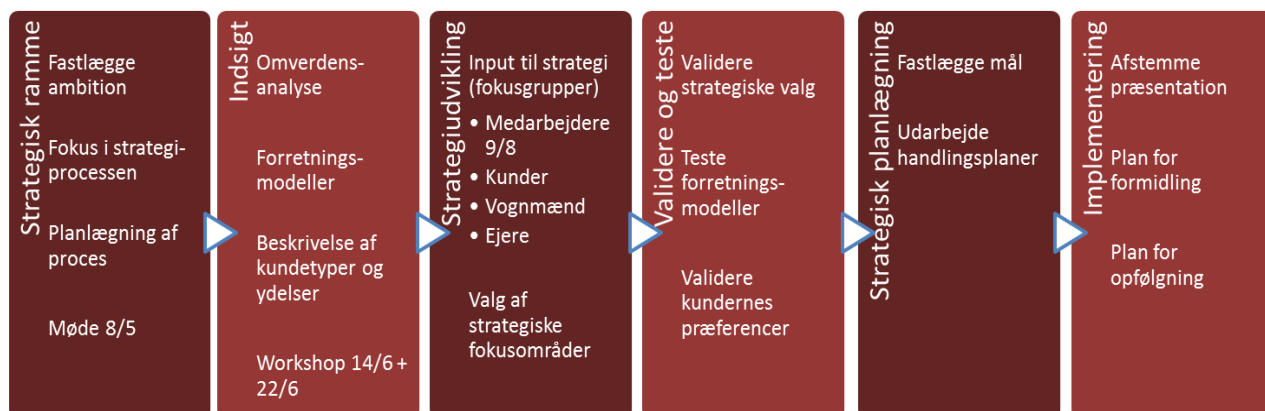 Strategisk ramme
Fastlægge
ambition
Fokus i strategi-
processen
Planlægning af
proces
Møde 8/5
Indsigt
Omverdens-
analyse
Forretnings-
modeller
Beskrivelse af
kundetyper og
ydelser
Workshop 14/6 +
22/6
Strategiudvikling
Input til strategi
(fokusgrupper)
• Medarbejdere
9/8
• Kunder
• Vognmænd
• Ejere
Valg af
strategiske
fokusområder
Validere og teste
Validere
strategiske valg
Teste
forretnings-
modeller
Validere
kundernes
præferencer
Strategisk planlægning
Fastlægge mål
Udarbejde
handlingsplaner
Implementering
Afstemme
præsentation
Plan for
formidling
Plan for
opfølgning